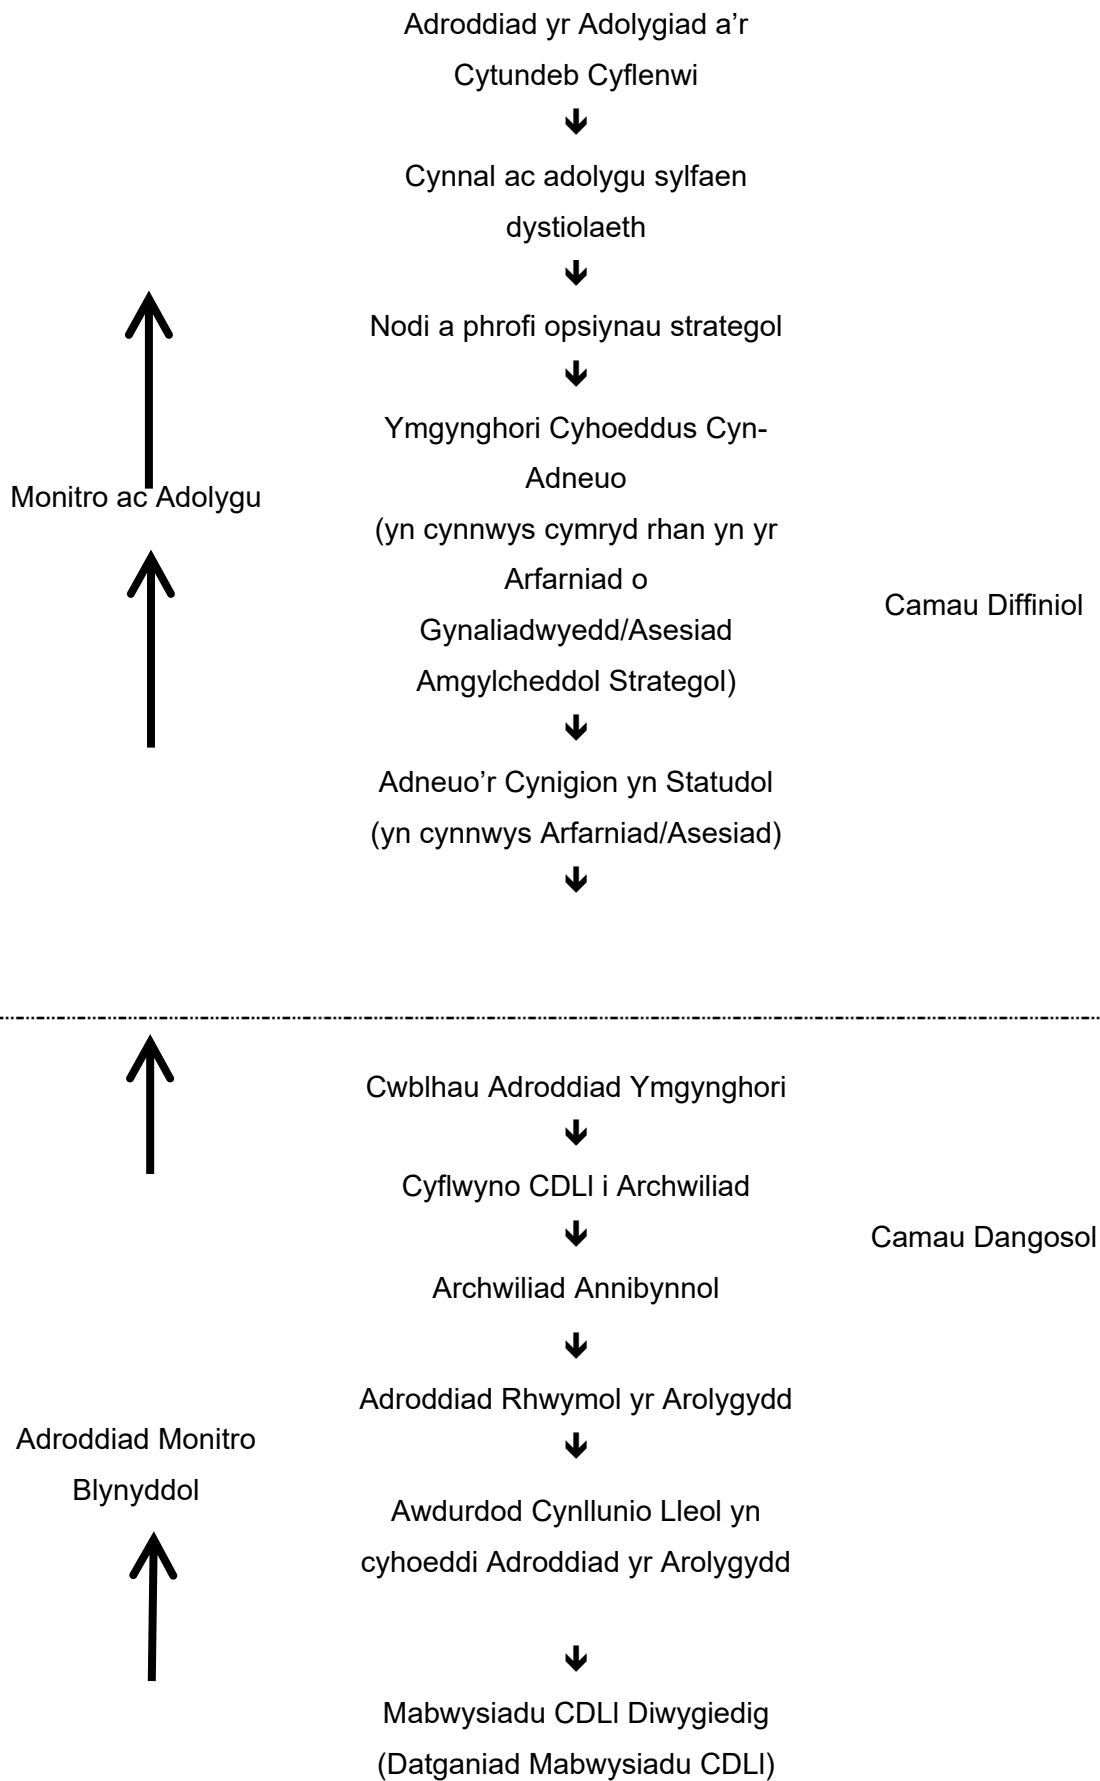 Adroddiad yr Adolygiad a’r
Cytundeb Cyflenwi
Cynnal ac adolygu sylfaen
dystiolaeth
Nodi a phrofi opsiynau strategol
Ymgynghori Cyhoeddus Cyn-
Adneuo
(yn cynnwys cymryd rhan yn yr
Arfarniad o
Gynaliadwyedd/Asesiad
Amgylcheddol Strategol)
Monitro ac Adolygu
Camau Diffiniol
Adneuo’r Cynigion yn Statudol
(yn cynnwys Arfarniad/Asesiad)
Cwblhau Adroddiad Ymgynghori
Cyflwyno CDLl i Archwiliad
Camau Dangosol
Archwiliad Annibynnol
Adroddiad Rhwymol yr Arolygydd
Adroddiad Monitro
Blynyddol
Awdurdod Cynllunio Lleol yn
cyhoeddi Adroddiad yr Arolygydd
Mabwysiadu CDLl Diwygiedig
(Datganiad Mabwysiadu CDLl)